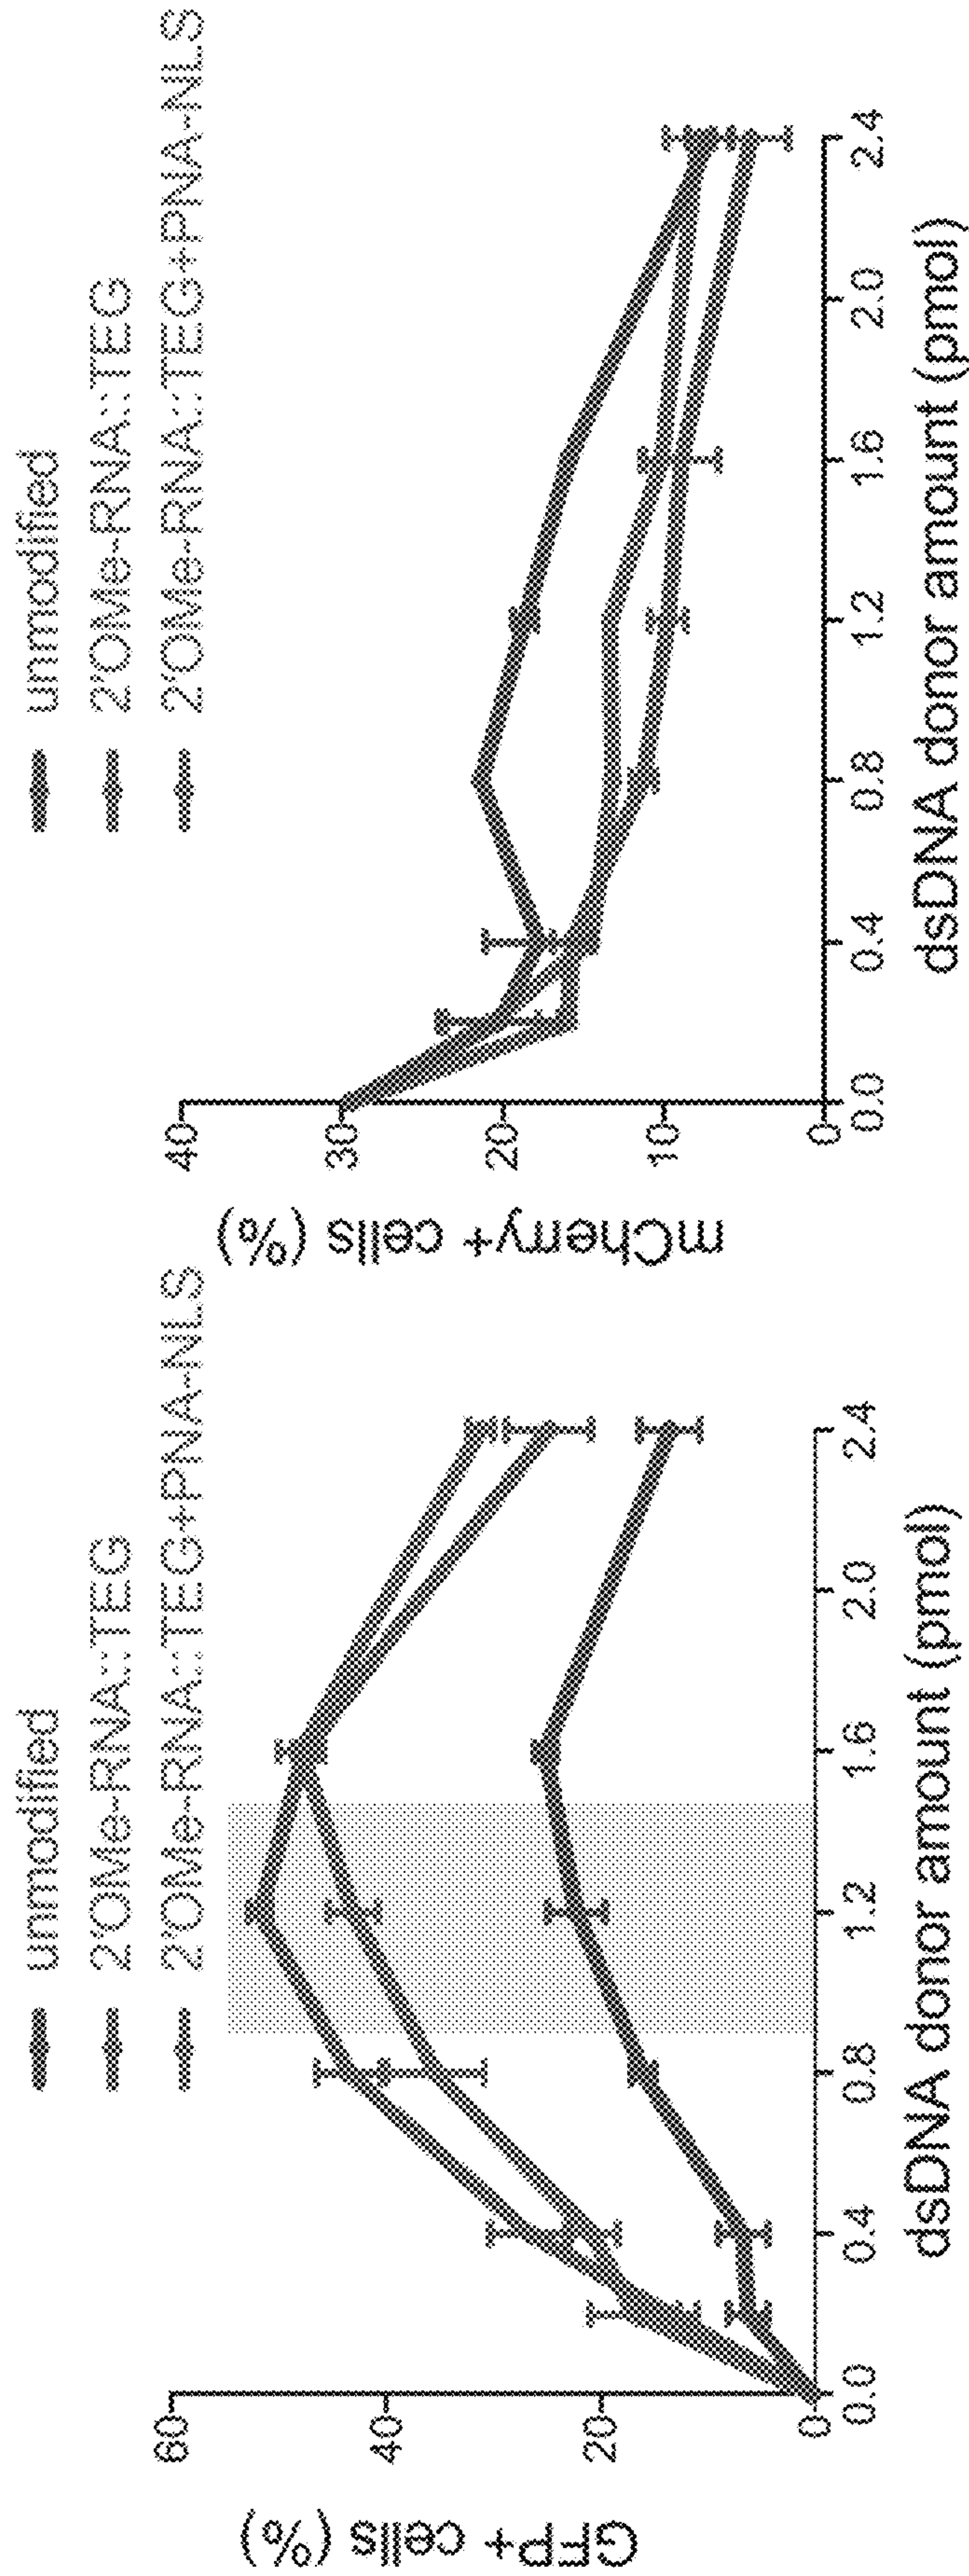 unmodified
2'OMe-RNA::TEG
2'OMe-RNA::TEG+PNA-NLS
GFP+ cells (%)
60
40
20
0
0.0 0.4 0.8 1.2 1.6 2.0 2.4
dsDNA donor amount (pmol)
unmodified
2'OMe-RNA::TEG
2'OMe-RNA::TEG+PNA-NLS
mCherry+ cells (%)
40
30
20
10
0
0.0 0.4 0.8 1.2 1.6 2.0 2.4
dsDNA donor amount (pmol)